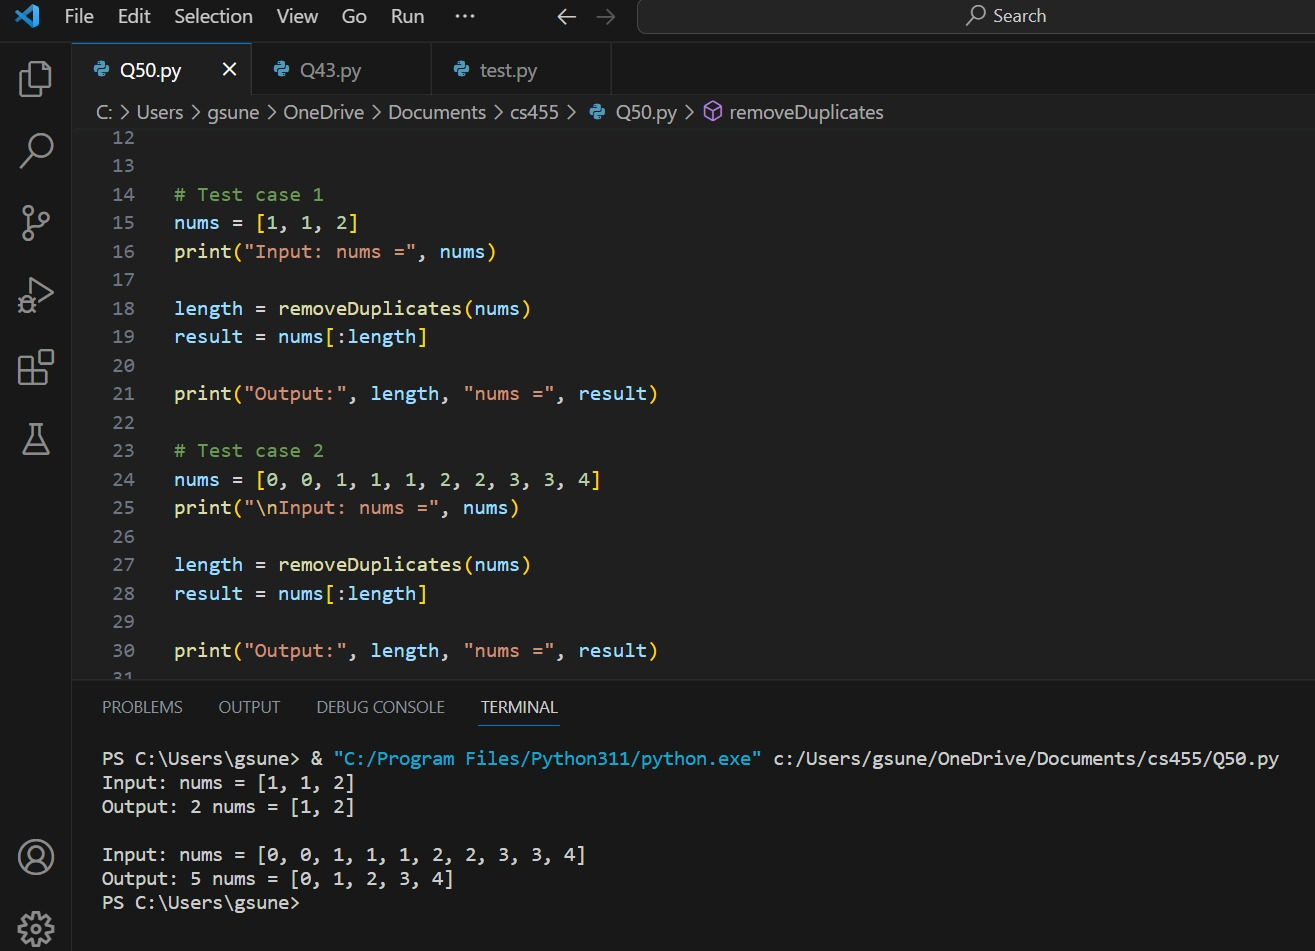 File Edit Selection View Go Run ··· Search
Q50.py Q43.py test.py
C: > Users > gsune > OneDrive > Documents > cs455 > Q50.py > removeDuplicates
12
13
14 # Test case 1
15 nums = [1, 1, 2]
16 print("Input: nums =", nums)
17
18 length = removeDuplicates(nums)
19 result = nums[:length]
20
21 print("Output:", length, "nums =", result)
22
23 # Test case 2
24 nums = [0, 0, 1, 1, 1, 2, 2, 3, 3, 4]
25 print("\nInput: nums =", nums)
26
27 length = removeDuplicates(nums)
28 result = nums[:length]
29
30 print("Output:", length, "nums =", result)
31
PROBLEMS OUTPUT DEBUG CONSOLE TERMINAL
PS C:\Users\gsune> & "C:/Program Files/Python311/python.exe" c:/Users/gsune/OneDrive/Documents/cs455/Q50.py
Input: nums = [1, 1, 2]
Output: 2 nums = [1, 2]
Input: nums = [0, 0, 1, 1, 1, 2, 2, 3, 3, 4]
Output: 5 nums = [0, 1, 2, 3, 4]
PS C:\Users\gsune>